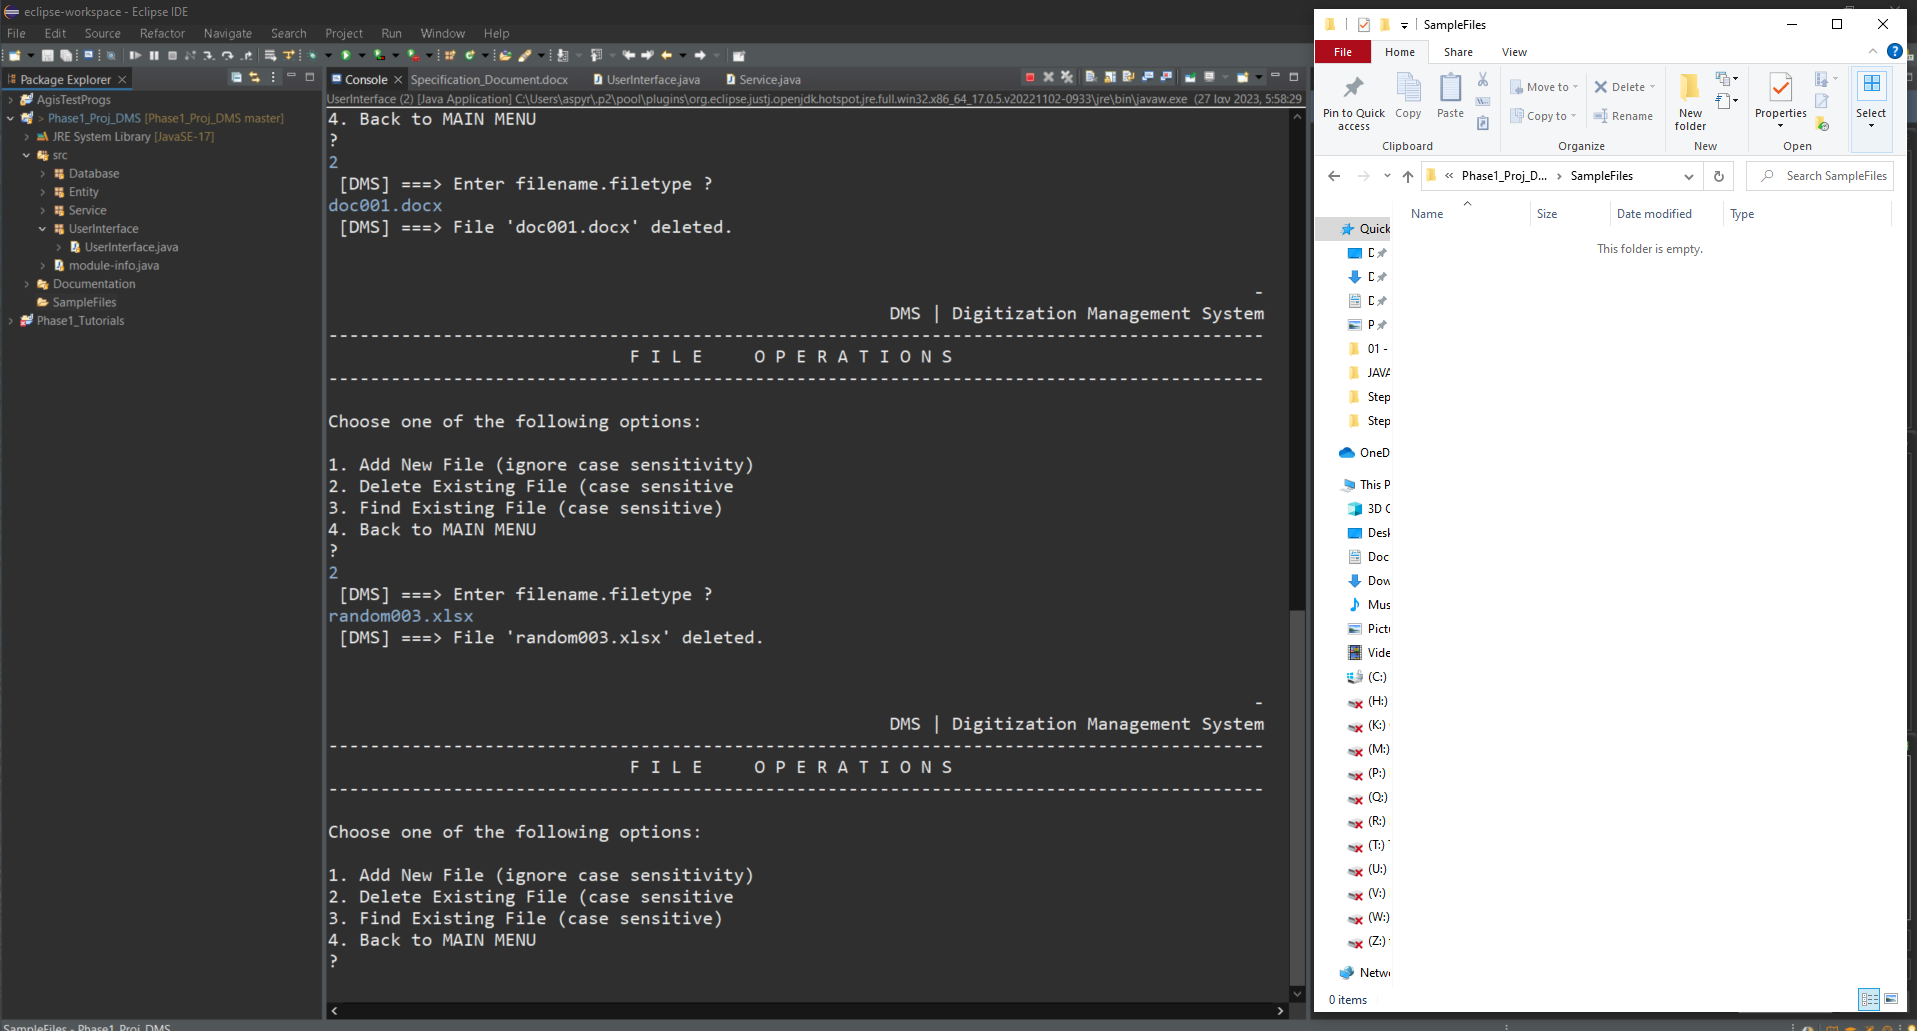 eclipse-workspace - Eclipse IDE
File Edit Source Refactor Navigate Search Project Run Window Help
Package Explorer
AgisTestProgs
> Phase1_Proj_DMS [Phase1_Proj_DMS master]
JRE System Library [JavaSE-17]
src
Database
Entity
Service
UserInterface
UserInterface.java
module-info.java
Documentation
SampleFiles
Phase1_Tutorials
Console Specification_Document.docx UserInterface.java Service.java
UserInterface (2) [Java Application] C:\Users\aspyr\.p2\pool\plugins\org.eclipse.justj.openjdk.hotspot.jre.full.win32.x86_64_17.0.5.v20221102-0933\jre\bin\javaw.exe (27 Ιαν 2023, 5:58:29
4. Back to MAIN MENU
?
2
[DMS] ===> Enter filename.filetype ?
doc001.docx
[DMS] ===> File 'doc001.docx' deleted.
-
DMS | Digitization Management System
------------------------------------------------------------------------------------------
F I L E     O P E R A T I O N S
------------------------------------------------------------------------------------------
Choose one of the following options:
1. Add New File (ignore case sensitivity)
2. Delete Existing File (case sensitive
3. Find Existing File (case sensitive)
4. Back to MAIN MENU
?
2
[DMS] ===> Enter filename.filetype ?
random003.xlsx
[DMS] ===> File 'random003.xlsx' deleted.
-
DMS | Digitization Management System
------------------------------------------------------------------------------------------
F I L E     O P E R A T I O N S
------------------------------------------------------------------------------------------
Choose one of the following options:
1. Add New File (ignore case sensitivity)
2. Delete Existing File (case sensitive
3. Find Existing File (case sensitive)
4. Back to MAIN MENU
?
SampleFiles - Phase1_Proj_DMS
SampleFiles
File Home Share View
Pin to Quick access
Copy
Paste
Clipboard
Move to
Copy to
Delete
Rename
Organize
New folder
New
Properties
Open
Select
« Phase1_Proj_D... > SampleFiles
Search SampleFiles
Name Size Date modified Type
This folder is empty.
Quick
D
D
D
P
01 -
JAVA
Step
Step
OneD
This P
3D O
Desk
Doc
Dow
Mus
Pictu
Vide
(C:)
(H:)
(K:)
(M:)
(P:)
(Q:)
(R:)
(T:)
(U:)
(V:)
(W:)
(Z:)
Netwo
0 items